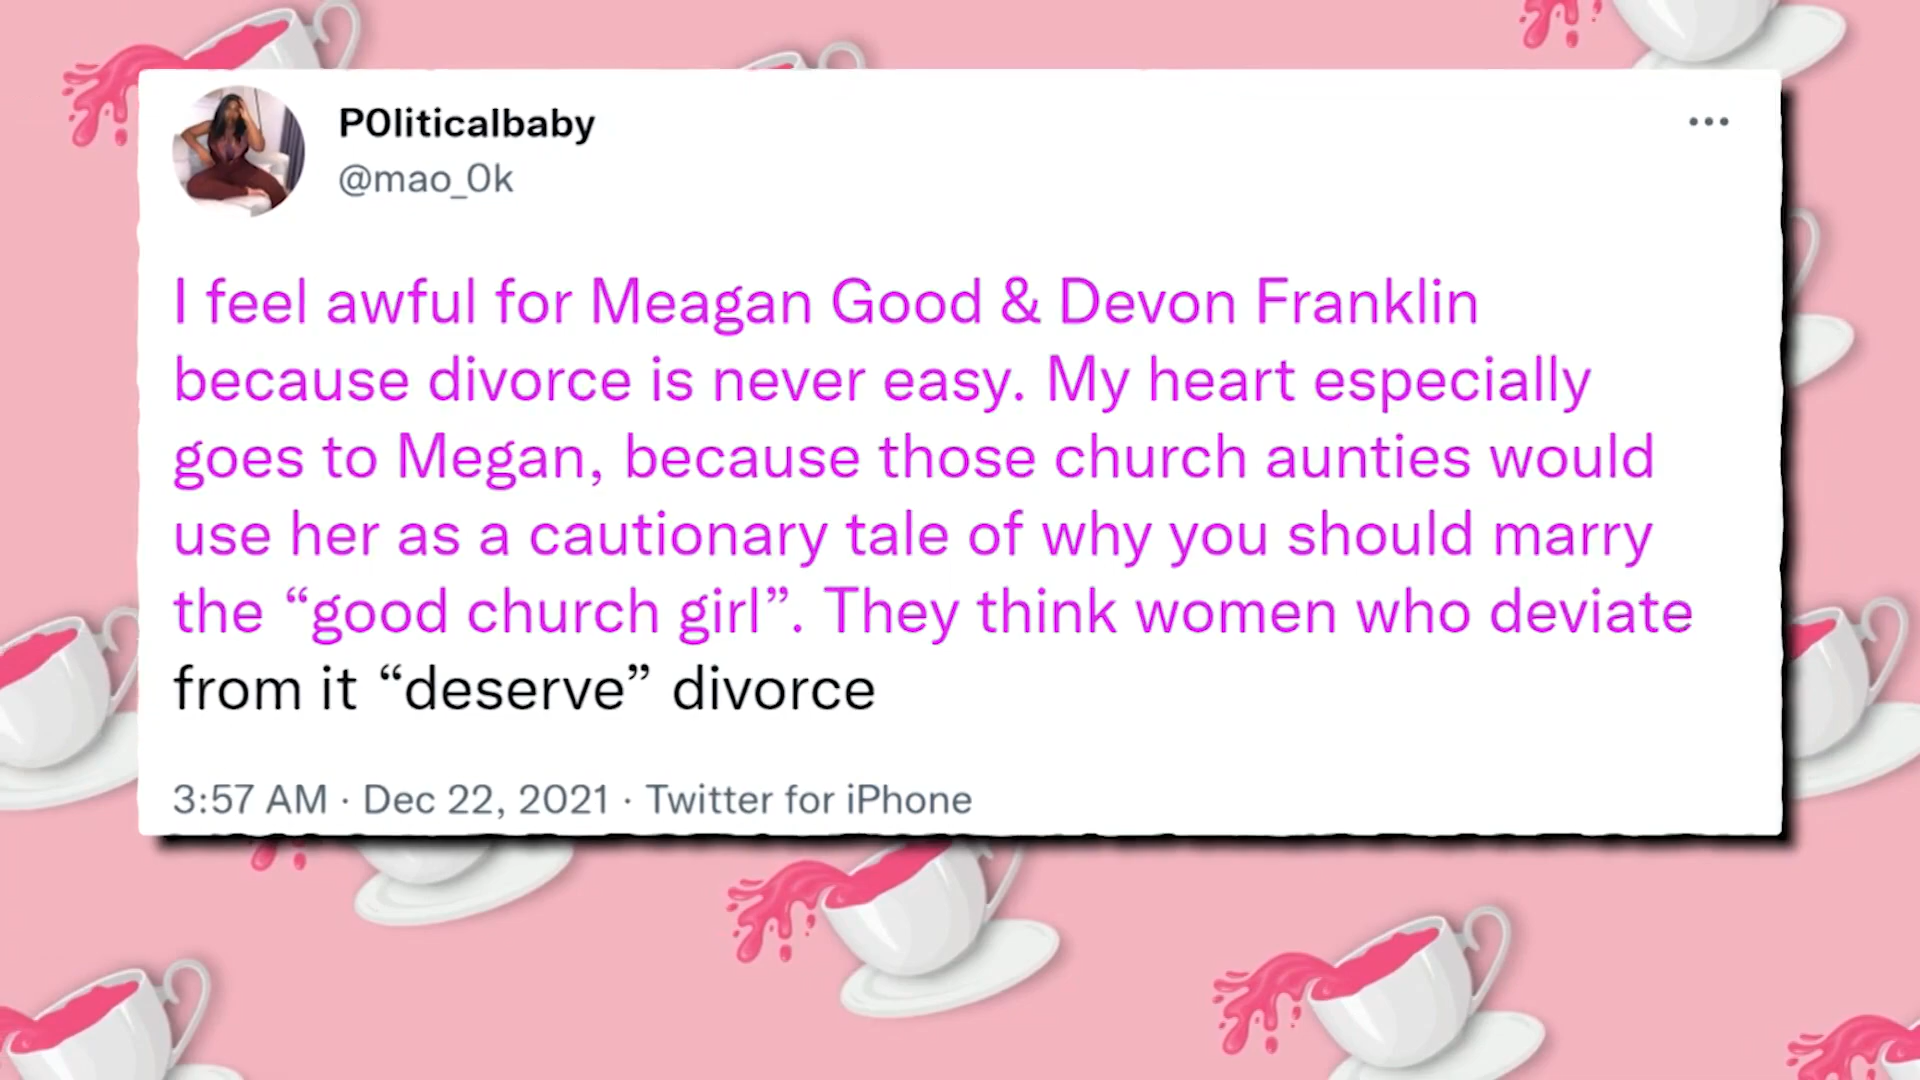 P0liticalbaby
@mao_0k
I feel awful for Meagan Good & Devon Franklin
because divorce is never easy. My heart especially
goes to Megan, because those church aunties would
use her as a cautionary tale of why you should marry
the “good church girl”. They think women who deviate
from it “deserve” divorce
3:57 AM · Dec 22, 2021 · Twitter for iPhone